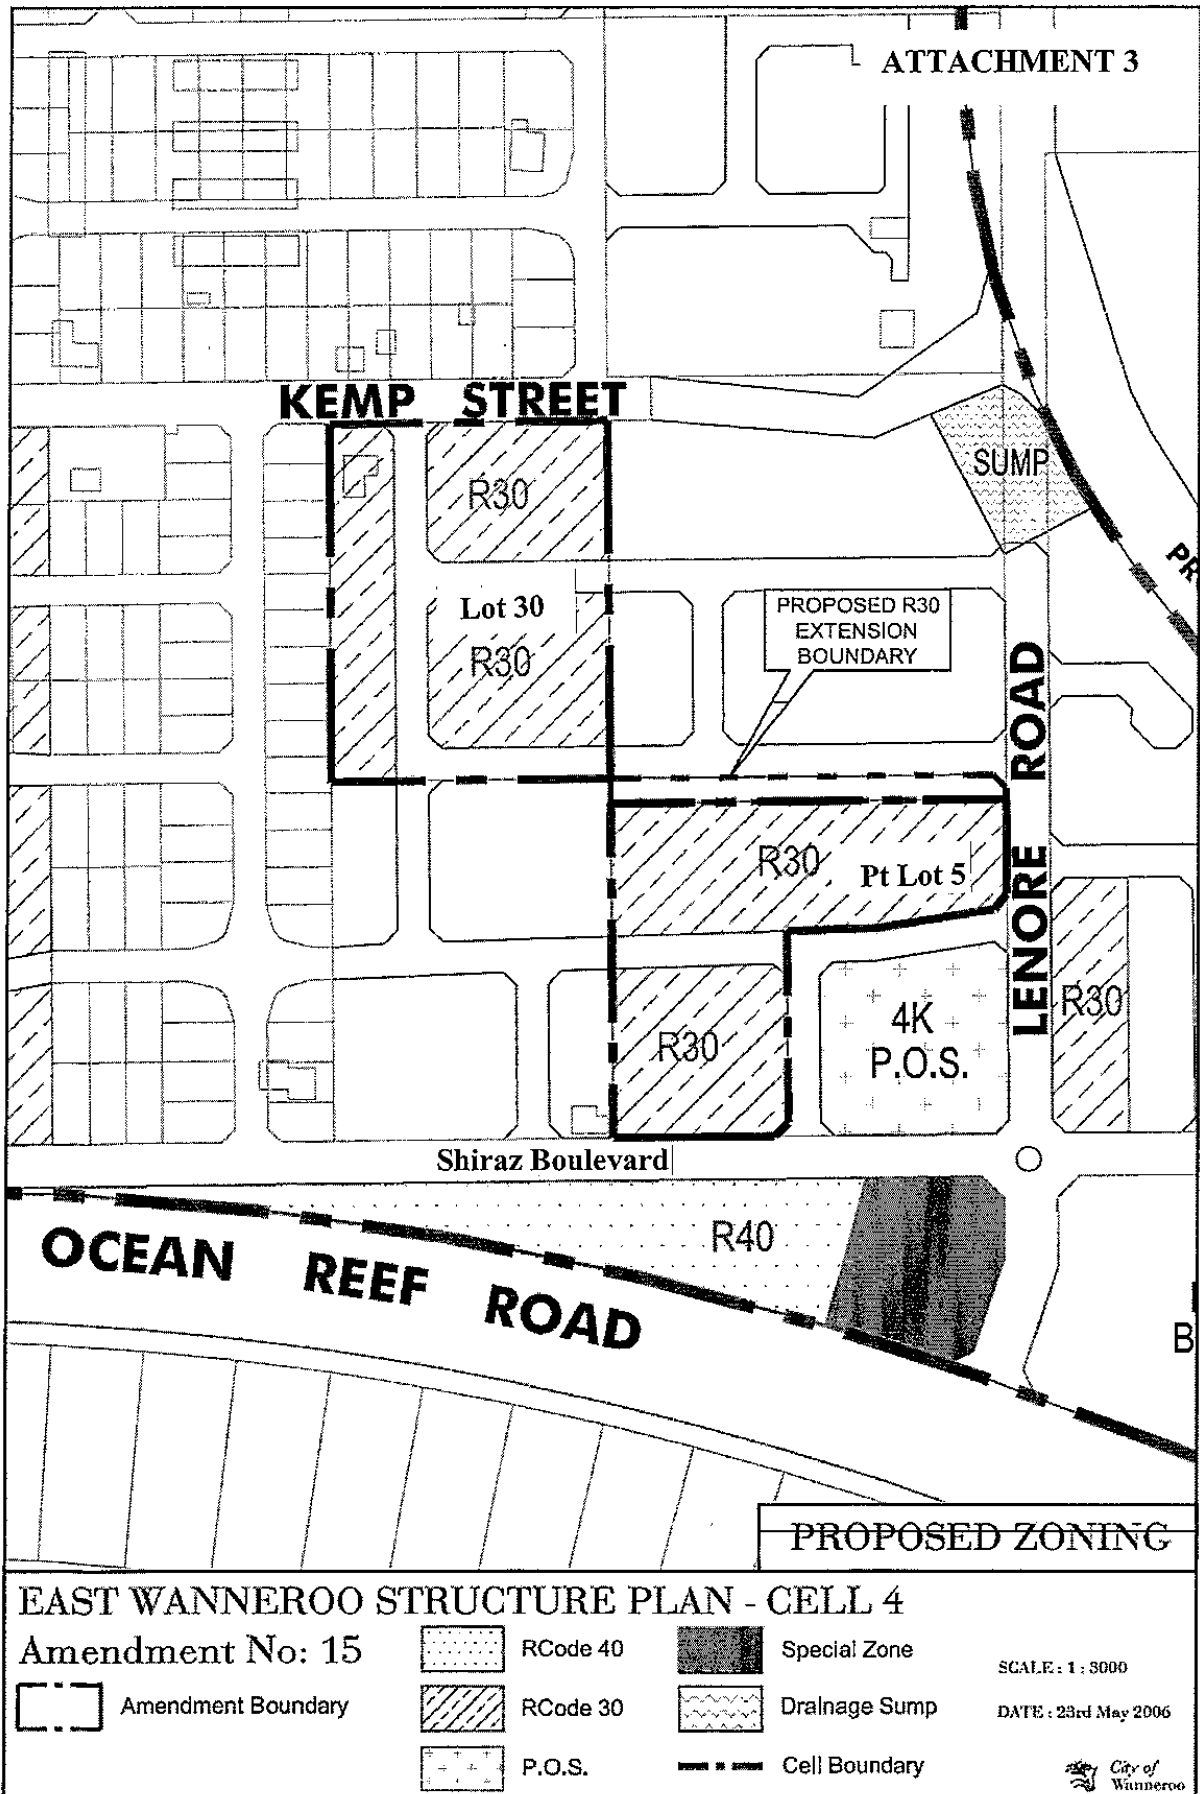 ATTACHMENT 3
KEMP STREET
R30
SUMP
PR
Lot 30
R30
PROPOSED R30
EXTENSION
BOUNDARY
LENORE ROAD
R30
Pt Lot 5
R30
4K
P.O.S.
R30
Shiraz Boulevard
R40
OCEAN REEF ROAD
B
PROPOSED ZONING
EAST WANNEROO STRUCTURE PLAN - CELL 4
Amendment No: 15
Amendment Boundary
RCode 40
RCode 30
P.O.S.
Special Zone
Drainage Sump
Cell Boundary
SCALE : 1 : 3000
DATE : 23rd May 2006
City of
Wanneroo